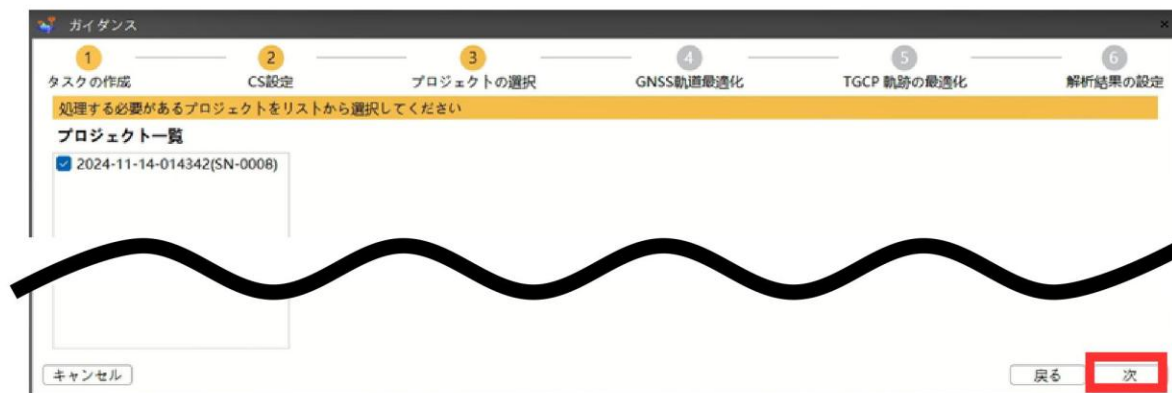 ガイダンス
1 2 3 4 5 6
タスクの作成 CS設定 プロジェクトの選択 GNSS軌道最適化 TGCP 軌跡の最適化 解析結果の設定
処理する必要があるプロジェクトをリストから選択してください
プロジェクト一覧
2024-11-14-014342(SN-0008)
キャンセル 戻る 次